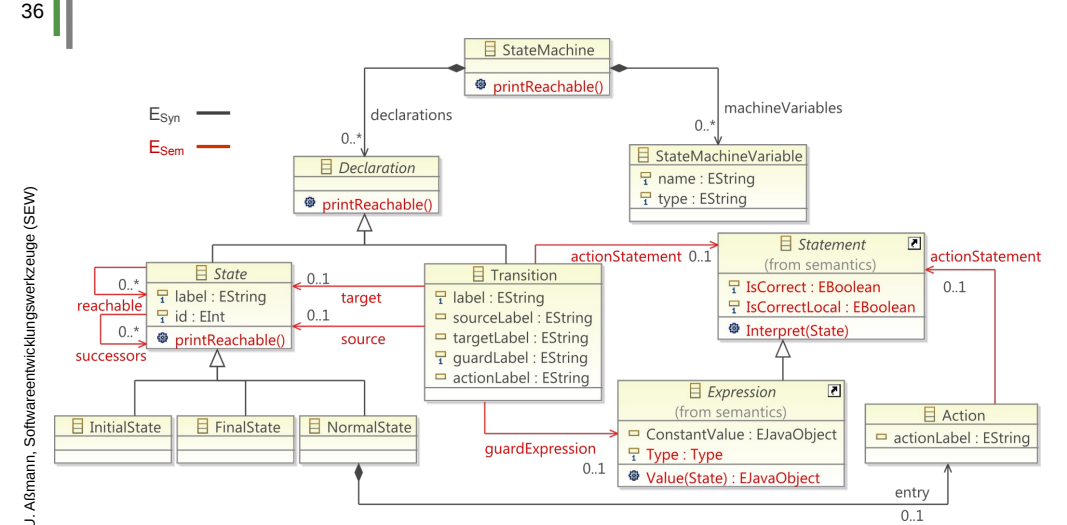 36
J. Aßmann, Softwareentwicklungswerkzeuge (SEW)
E_Syn
E_Sem
StateMachine
printReachable()
declarations
0..*
machineVariables
0..*
Declaration
printReachable()
StateMachineVariable
name : EString
type : EString
State
label : EString
id : EInt
printReachable()
0..*
reachable
0..*
successors
0..1
target
0..1
source
Transition
label : EString
sourceLabel : EString
targetLabel : EString
guardLabel : EString
actionLabel : EString
actionStatement
0..1
Statement
(from semantics)
IsCorrect : EBoolean
IsCorrectLocal : EBoolean
Interpret(State)
actionStatement
0..1
InitialState
FinalState
NormalState
guardExpression
0..1
Expression
(from semantics)
ConstantValue : EJavaObject
Type : Type
Value(State) : EJavaObject
Action
actionLabel : EString
entry
0..1